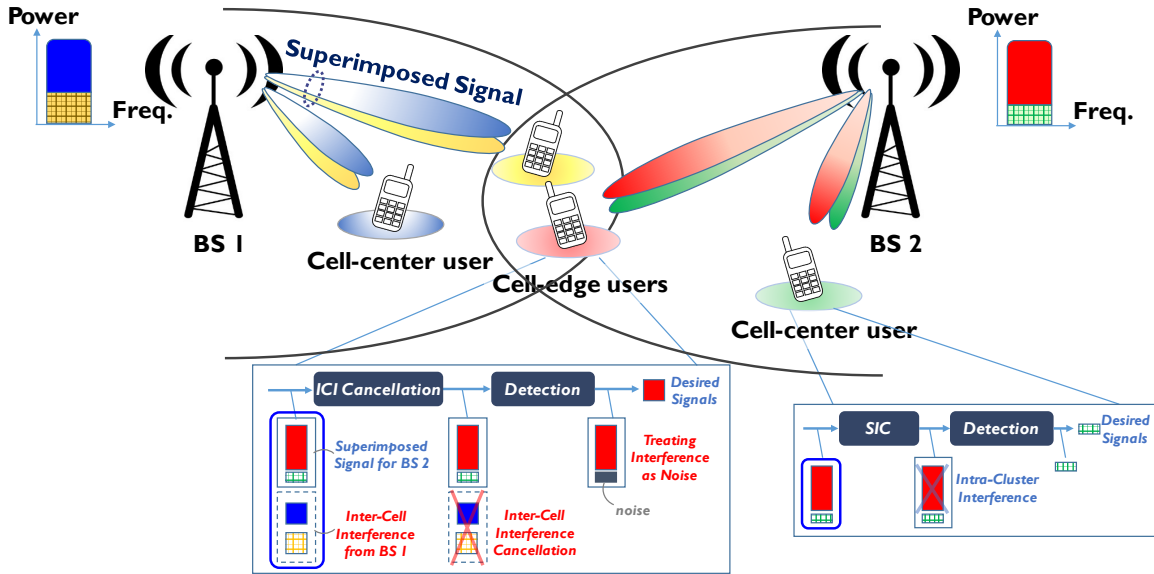 Power
Freq.
BS 1
Superimposed Signal
Power
Freq.
BS 2
Cell-center user
Cell-edge users
Cell-center user
ICI Cancellation
Detection
Desired
Signals
Superimposed
Signal for BS 2
Treating
Interference
as Noise
noise
Inter-Cell
Interference
from BS 1
Inter-Cell
Interference
Cancellation
SIC
Detection
Desired
Signals
Intra-Cluster
Interference